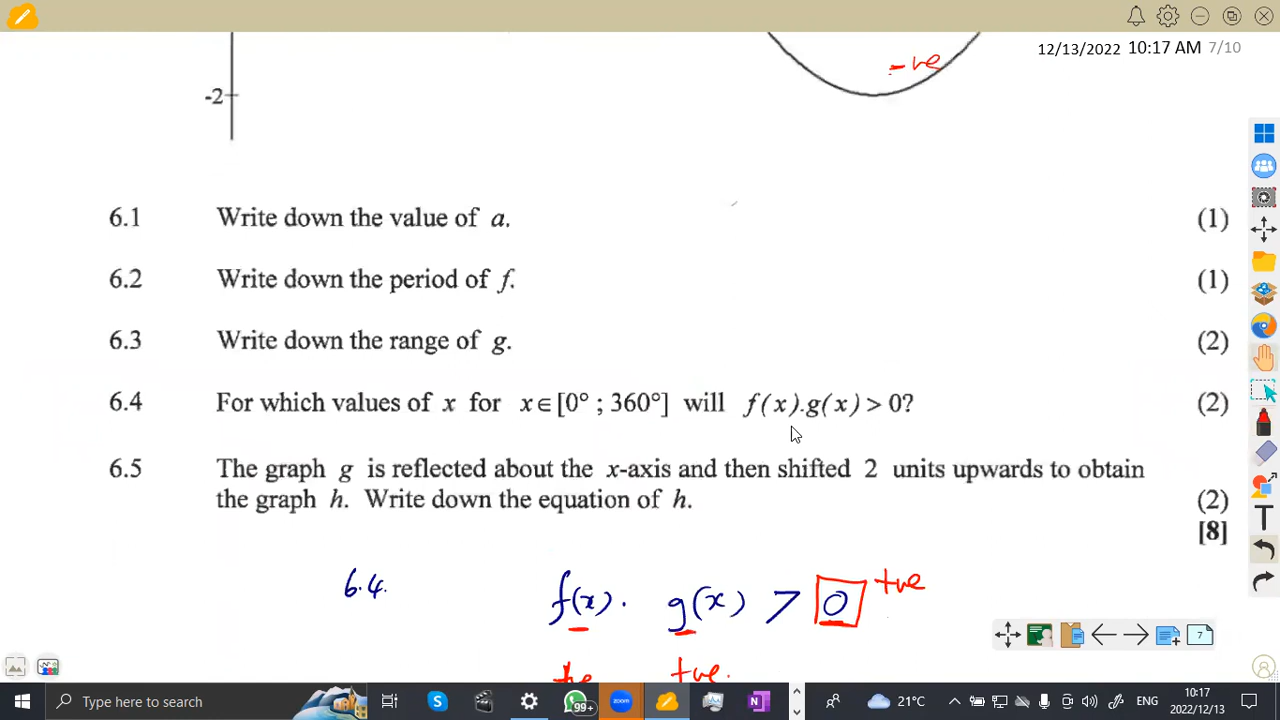 12/13/2022 10:17 AM 7/10
-ve
-2
6.1 Write down the value of a. (1)
6.2 Write down the period of f. (1)
6.3 Write down the range of g. (2)
6.4 For which values of x for x∈[0° ; 360°] will f(x).g(x) > 0? (2)
6.5 The graph g is reflected about the x-axis and then shifted 2 units upwards to obtain
the graph h. Write down the equation of h. (2)
[8]
6.4. f(x). g(x) > 0 +ve
+ve.
7
Type here to search
99+
zoom
N
21°C
ENG
10:17
2022/12/13